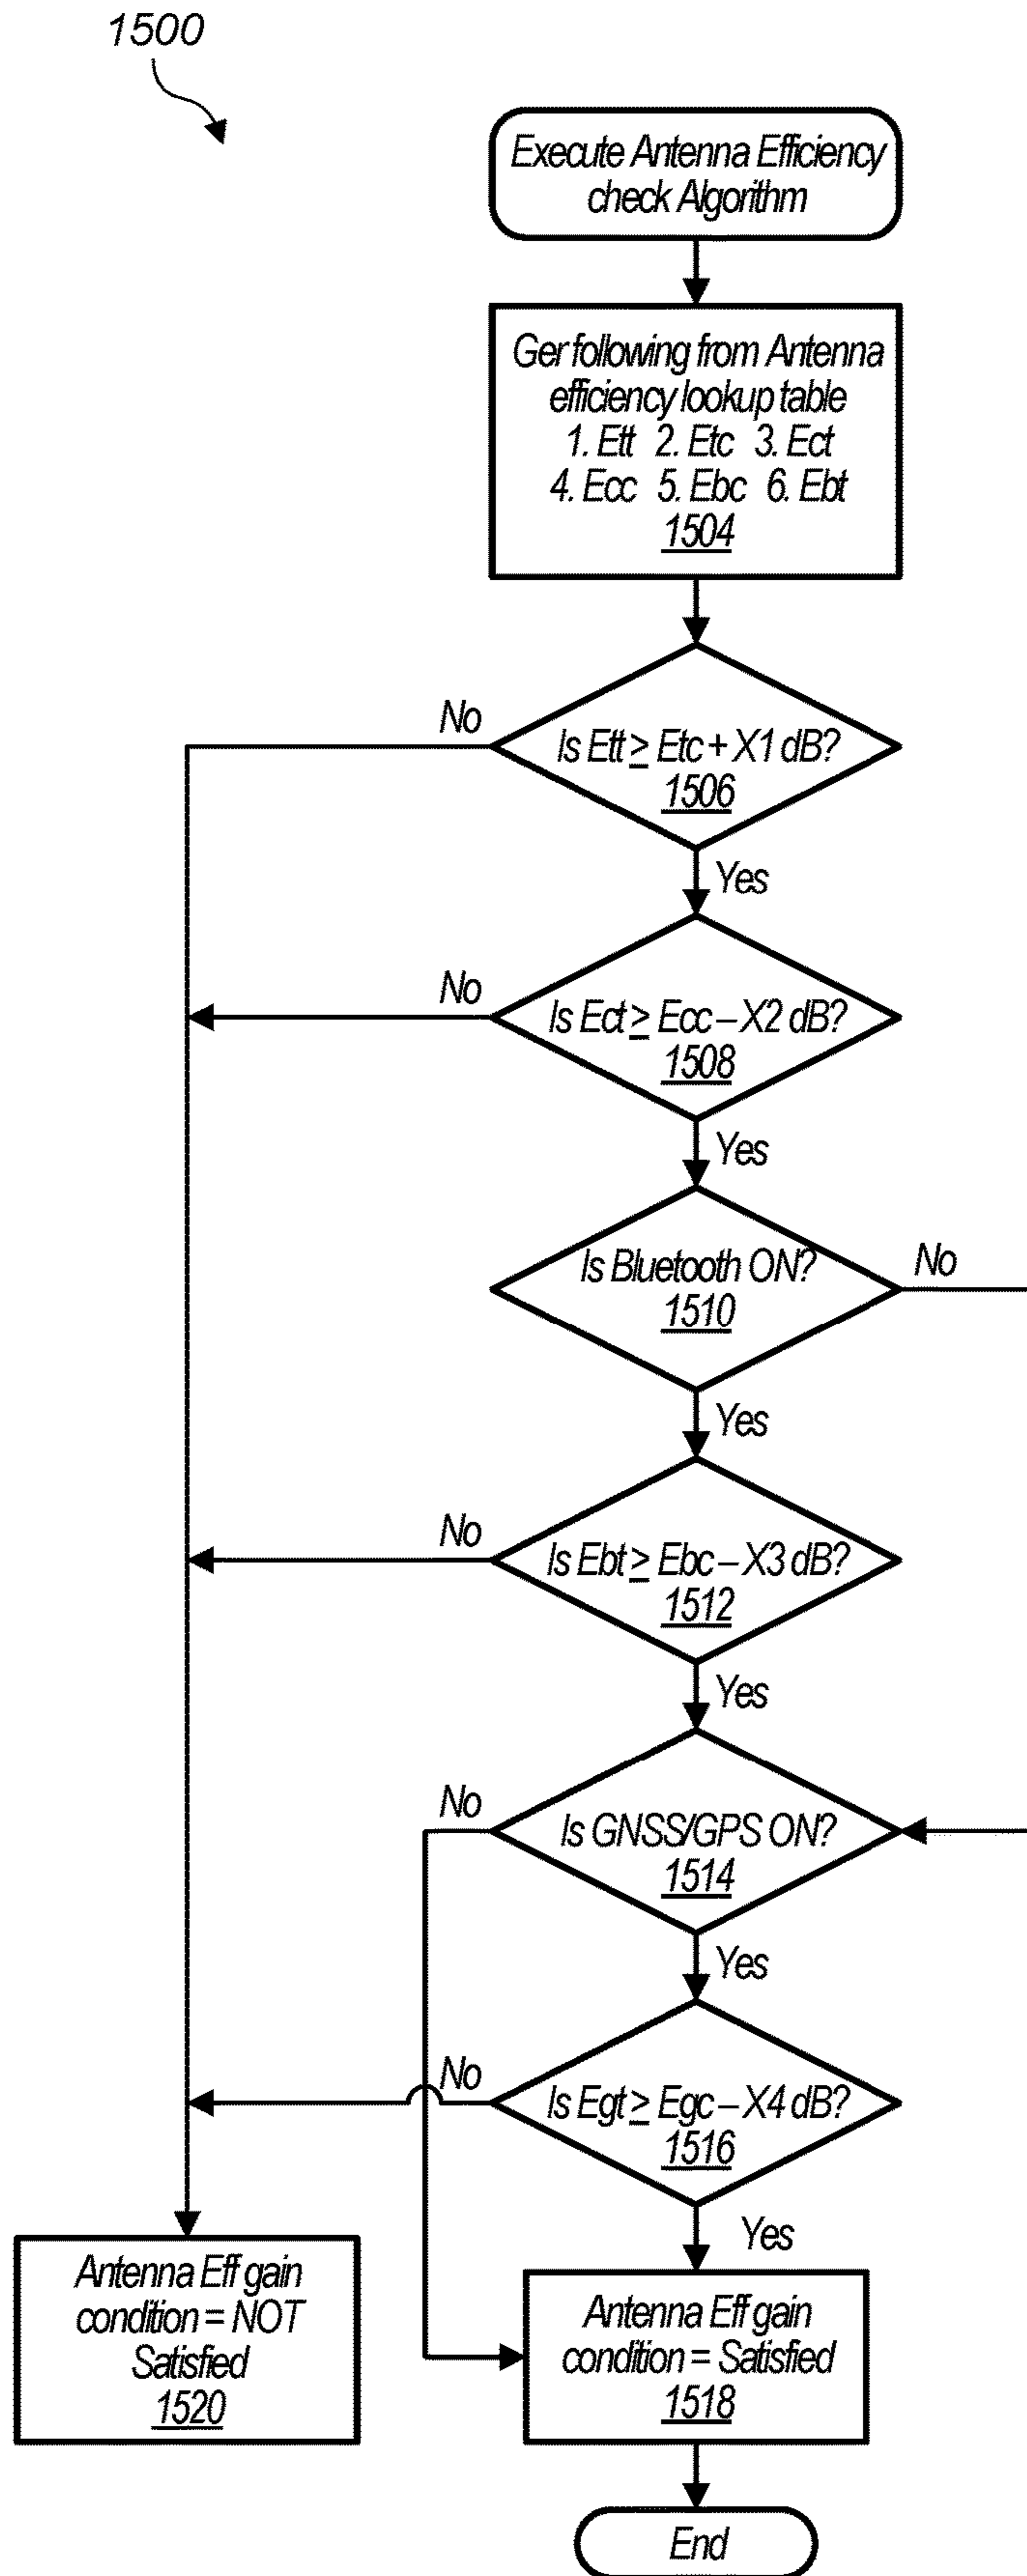 1500
Execute Antenna Efficiency
check Algorithm
Ger following from Antenna
efficiency lookup table
1. Ett 2. Etc 3. Ect
4. Ecc 5. Ebc 6. Ebt
1504
No
Is Ett ≥ Etc + X1 dB?
1506
Yes
No
Is Ect ≥ Ecc – X2 dB?
1508
Yes
Is Bluetooth ON?
1510
No
Yes
No
Is Ebt ≥ Ebc – X3 dB?
1512
Yes
No
Is GNSS/GPS ON?
1514
Yes
No
Is Egt ≥ Egc – X4 dB?
1516
Yes
Antenna Eff gain
condition = NOT
Satisfied
1520
Antenna Eff gain
condition = Satisfied
1518
End